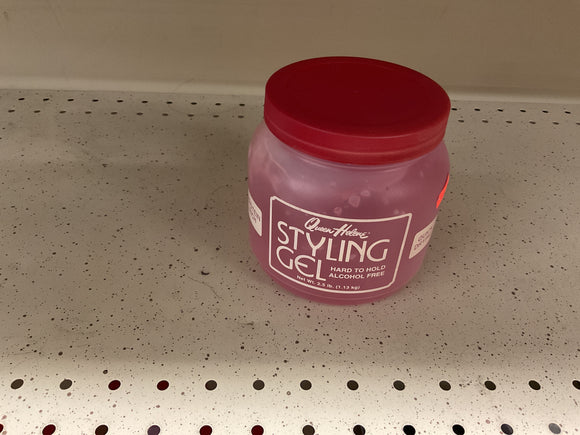 Queen Helene
STYLING
GEL
HARD TO HOLD
ALCOHOL FREE
Net Wt. 2.5 lb. (1.13 kg)